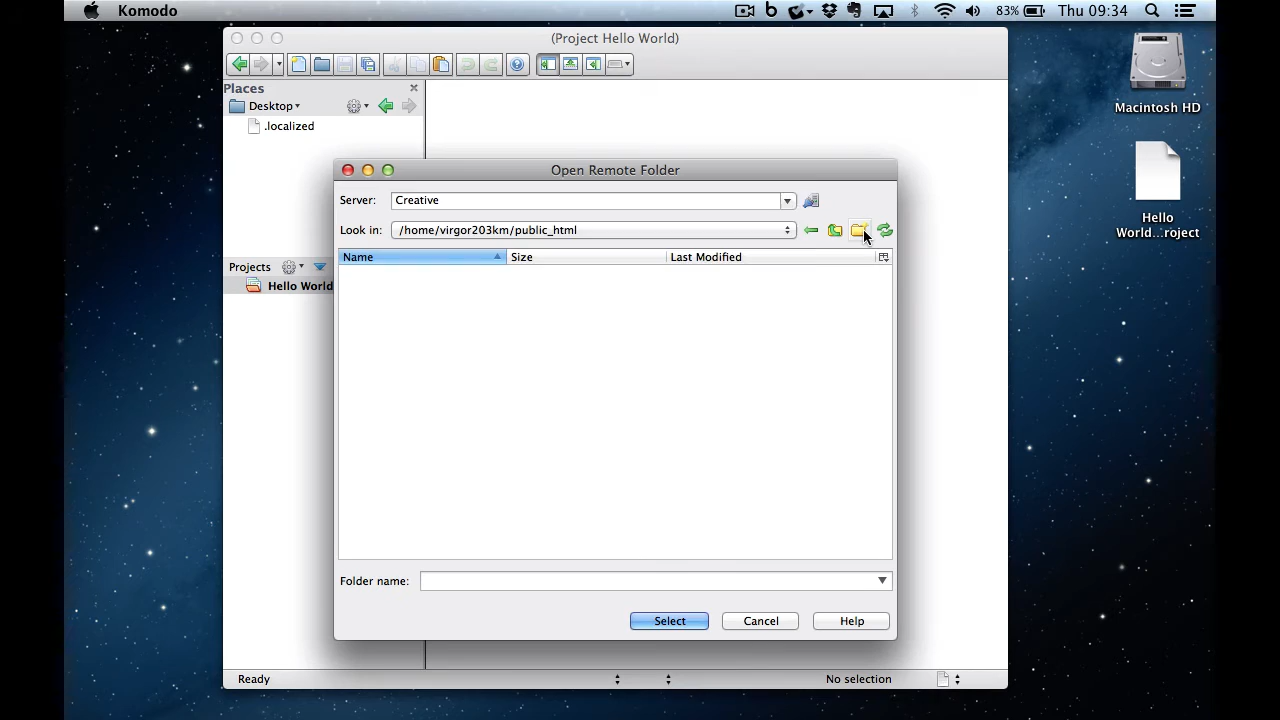 Komodo
83%
Thu 09:34
(Project Hello World)
Places
Desktop
.localized
Projects
Hello World
Open Remote Folder
Server:
Creative
Look in:
/home/virgor203km/public_html
Name
Size
Last Modified
Folder name:
Select
Cancel
Help
Ready
No selection
Macintosh HD
Hello
World...roject